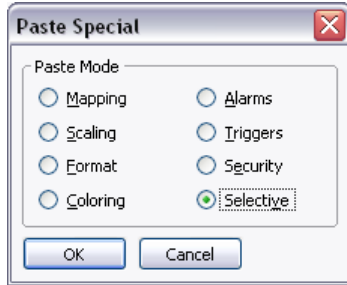 Paste Special
Paste Mode
Mapping
Alarms
Scaling
Triggers
Format
Security
Coloring
Selective
OK
Cancel